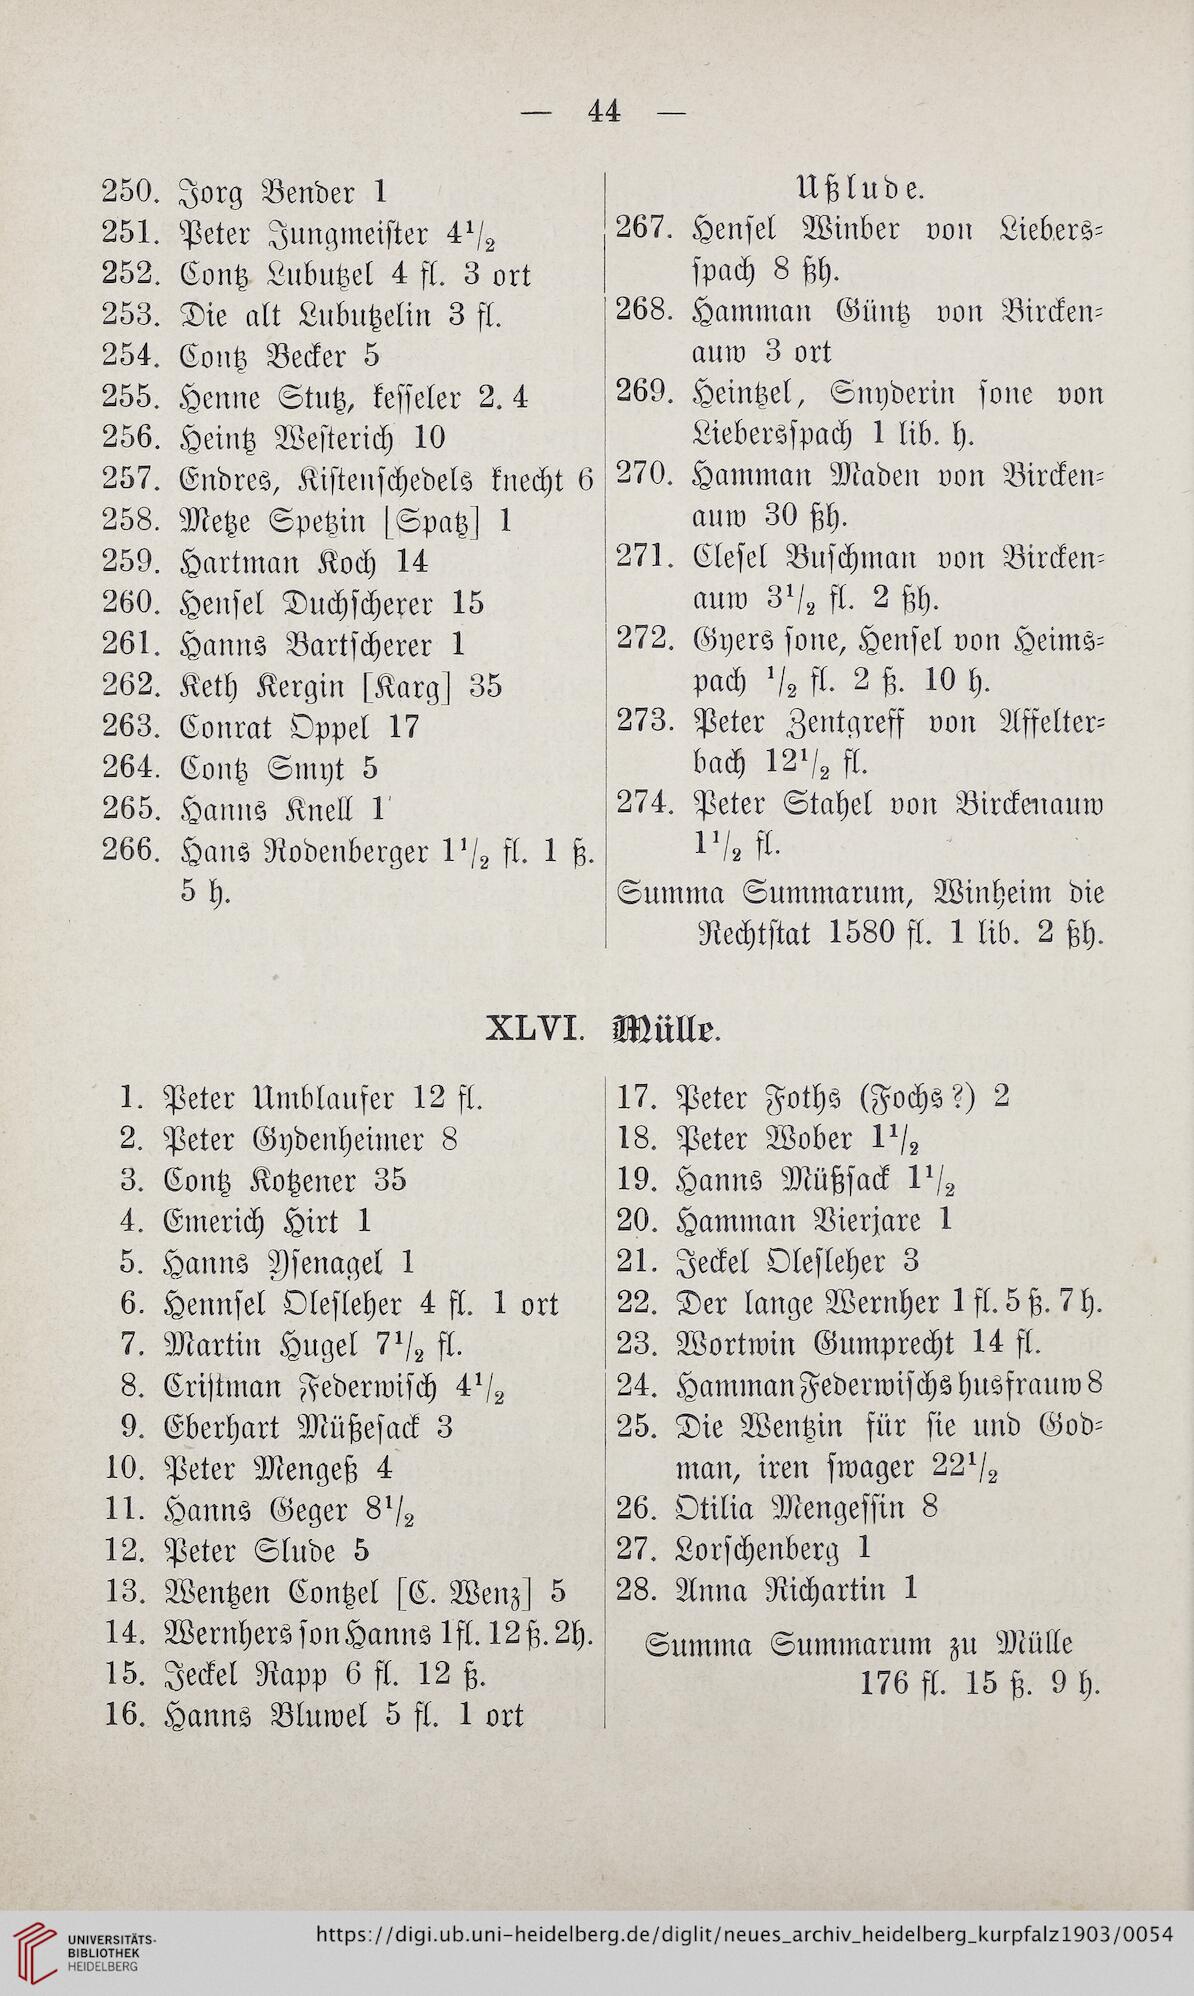 — 44 —
250. Jorg Bender 1
251. Peter Jungmeister 4¹/₂
252. Contz Lubutzel 4 fl. 3 ort
253. Die alt Lubutzelin 3 fl.
254. Contz Becker 5
255. Henne Stutz, kesseler 2. 4
256. Heintz Westerich 10
257. Endres, Kistenschedels knecht 6
258. Metze Spetzin [Spatz] 1
259. Hartman Koch 14
260. Hensel Duchscherer 15
261. Hanns Bartscherer 1
262. Keth Kergin [Karg] 35
263. Conrat Oppel 17
264. Contz Smyt 5
265. Hanns Knell 1
266. Hans Rodenberger 1¹/₂ fl. 1 ß.
5 h.
Ußlude.
267. Hensel Winber von Liebers-
spach 8 ßh.
268. Hamman Güntz von Bircken-
auw 3 ort
269. Heintzel, Snyderin sone von
Liebersspach 1 lib. h.
270. Hamman Maden von Bircken-
auw 30 ßh.
271. Clesel Buschman von Bircken-
auw 3¹/₂ fl. 2 ßh.
272. Gyers sone, Hensel von Heims-
pach ¹/₂ fl. 2 ß. 10 h.
273. Peter Zentgreff von Affelter-
bach 12¹/₂ fl.
274. Peter Stahel von Birckenauw
1¹/₂ fl.
Summa Summarum, Winheim die
Rechtstat 1580 fl. 1 lib. 2 ßh.
XLVI. Mülle.
1. Peter Umblaufer 12 fl.
2. Peter Gydenheimer 8
3. Contz Kotzener 35
4. Emerich Hirt 1
5. Hanns Ysenagel 1
6. Hennsel Olesleher 4 fl. 1 ort
7. Martin Hugel 7¹/₂ fl.
8. Cristman Federwisch 4¹/₂
9. Eberhart Müßesack 3
10. Peter Mengeß 4
11. Hanns Geger 8¹/₂
12. Peter Slude 5
13. Wentzen Contzel [C. Wenz] 5
14. Wernhers son Hanns 1 fl. 12 ß. 2 h.
15. Jeckel Rapp 6 fl. 12 ß.
16. Hanns Bluwel 5 fl. 1 ort
17. Peter Foths (Fochs?) 2
18. Peter Wober 1¹/₂
19. Hanns Müßsack 1¹/₂
20. Hamman Vierjare 1
21. Jeckel Olesleher 3
22. Der lange Wernher 1 fl. 5 ß. 7 h.
23. Wortwin Gumprecht 14 fl.
24. Hamman Federwischs husfrauw 8
25. Die Wentzin für sie und God-
man, iren swager 22¹/₂
26. Otilia Mengessin 8
27. Lorschenberg 1
28. Anna Richartin 1
Summa Summarum zu Mülle
176 fl. 15 ß. 9 h.
UNIVERSITÄTS-
BIBLIOTHEK
HEIDELBERG
https://digi.ub.uni-heidelberg.de/diglit/neues_archiv_heidelberg_kurpfalz1903/0054